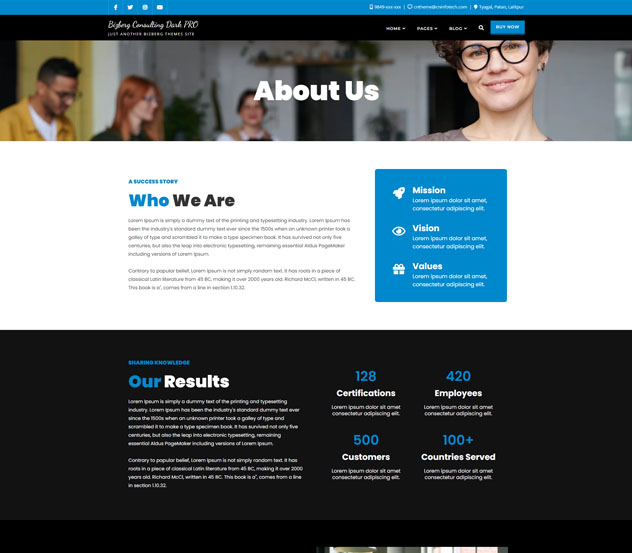 9849-xxx-xxx | cntheme@cninfotech.com | Tyagal, Patan, Lalitpur
Bizberg Consulting Dark PRO
JUST ANOTHER BIZBERG THEMES SITE
HOME PAGES BLOG BUY NOW
About Us
A SUCCESS STORY
Who We Are
Lorem Ipsum is simply a dummy text of the printing and typesetting industry. Lorem Ipsum has
been the industry's standard dummy text ever since the 1500s when an unknown printer took a
galley of type and scrambled it to make a type specimen book. It has survived not only five
centuries, but also the leap into electronic typesetting, remaining essential Aldus PageMaker
including versions of Lorem Ipsum.
Contrary to popular belief, Lorem Ipsum is not simply random text. It has roots in a piece of
classical Latin literature from 45 BC, making it over 2000 years old. Richard McCl, written in 45 BC.
This book is a", comes from a line in section 1.10.32.
Mission
Lorem ipsum dolor sit amet,
consectetur adipiscing elit.
Vision
Lorem ipsum dolor sit amet,
consectetur adipiscing elit.
Values
Lorem ipsum dolor sit amet,
consectetur adipiscing elit.
SHARING KNOWLEDGE
Our Results
Lorem Ipsum is simply a dummy text of the printing and typesetting
industry. Lorem Ipsum has been the industry's standard dummy text ever
since the 1500s when an unknown printer took a galley of type and
scrambled it to make a type specimen book. It has survived not only five
centuries, but also the leap into electronic typesetting, remaining
essential Aldus PageMaker including versions of Lorem Ipsum.
Contrary to popular belief, Lorem Ipsum is not simply random text. It has
roots in a piece of classical Latin literature from 45 BC, making it over 2000
years old. Richard McCl, written in 45 BC. This book is a", comes from a line
in section 1.10.32.
128
Certifications
Lorem ipsum dolor sit amet,
consectetur adipiscing elit.
420
Employees
Lorem ipsum dolor sit amet,
consectetur adipiscing elit.
500
Customers
Lorem ipsum dolor sit amet,
consectetur adipiscing elit.
100+
Countries Served
Lorem ipsum dolor sit amet,
consectetur adipiscing elit.